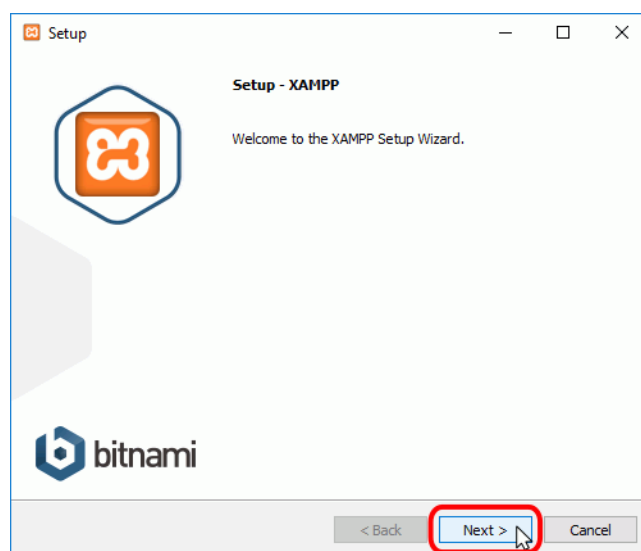 Setup
Setup - XAMPP
Welcome to the XAMPP Setup Wizard.
bitnami
< Back Next > Cancel